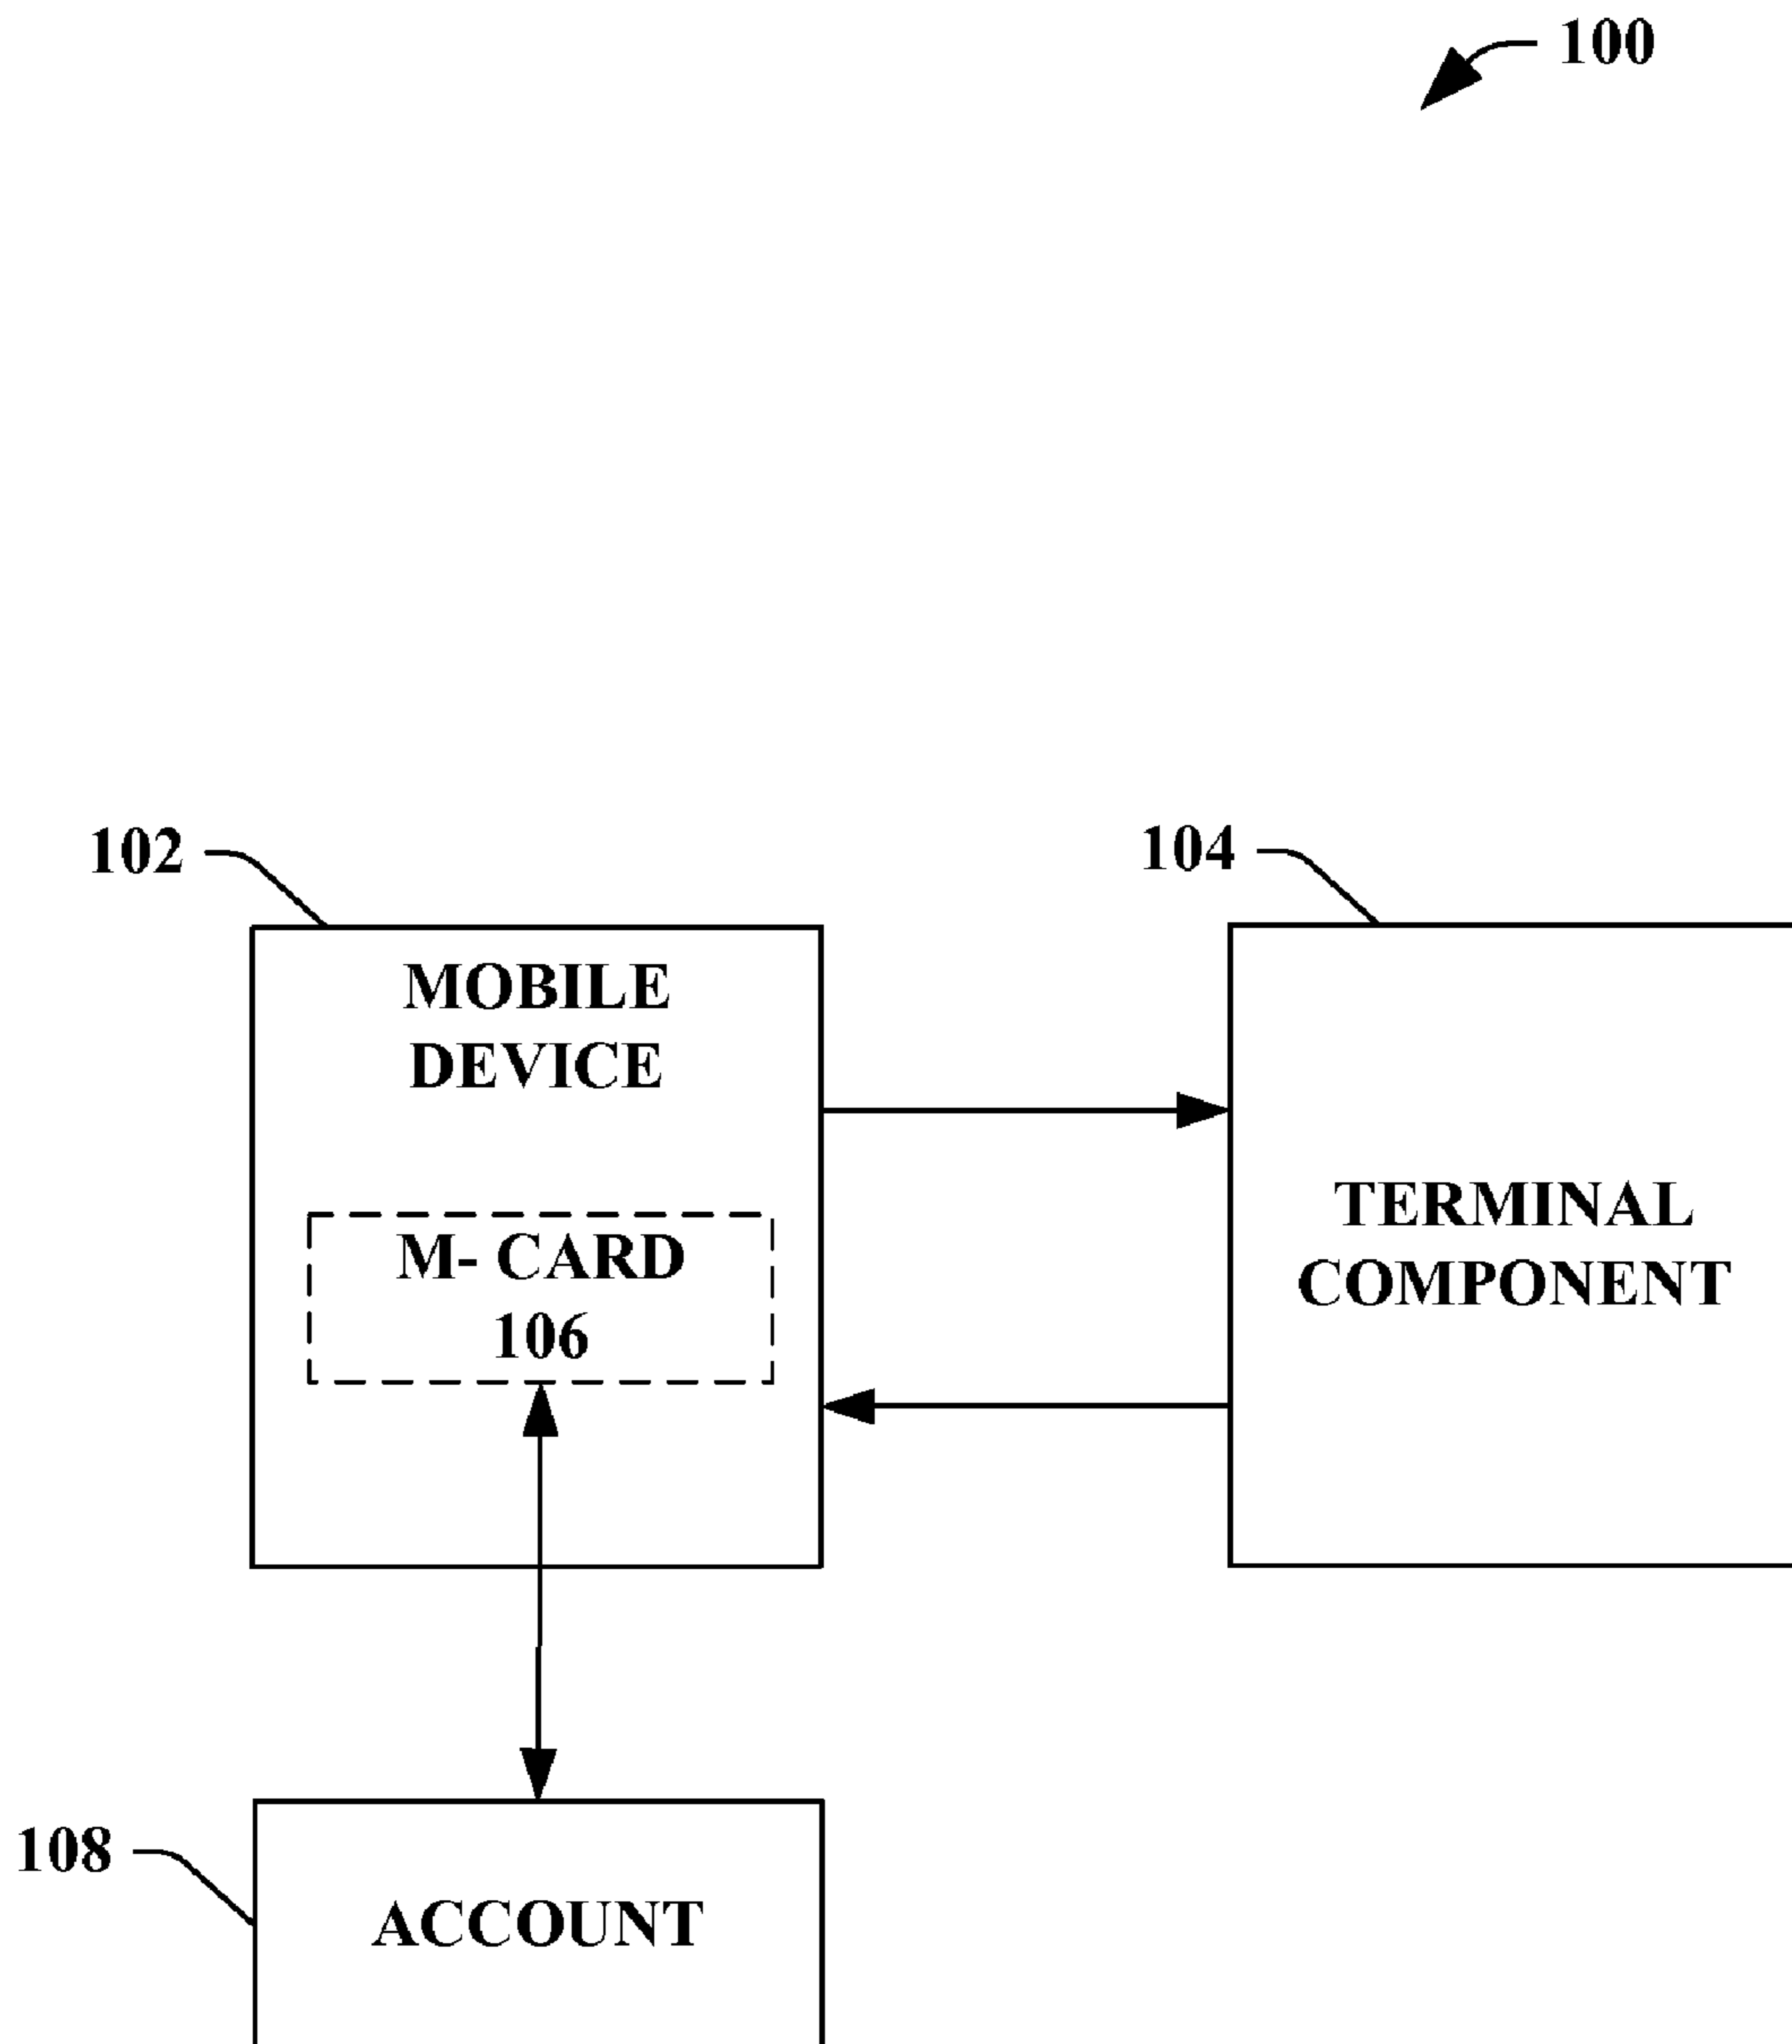 100
102
104
MOBILE
DEVICE
M- CARD
106
TERMINAL
COMPONENT
108
ACCOUNT